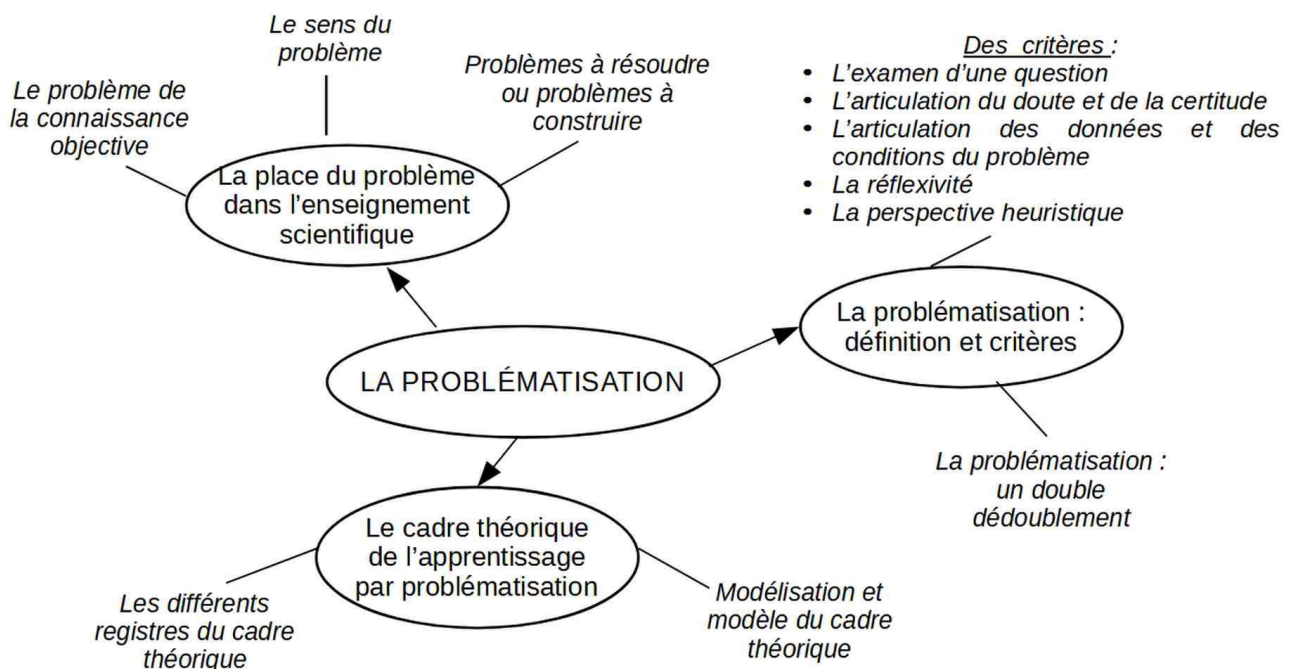 Le sens du
problème
Le problème de
la connaissance
objective
Problèmes à résoudre
ou problèmes à
construire
La place du problème
dans l'enseignement
scientifique
Des critères :
• L'examen d'une question
• L'articulation du doute et de la certitude
• L'articulation des données et des
conditions du problème
• La réflexivité
• La perspective heuristique
La problématisation :
définition et critères
LA PROBLÉMATISATION
La problématisation :
un double
dédoublement
Le cadre théorique
de l'apprentissage
par problématisation
Les différents
registres du cadre
théorique
Modélisation et
modèle du cadre
théorique